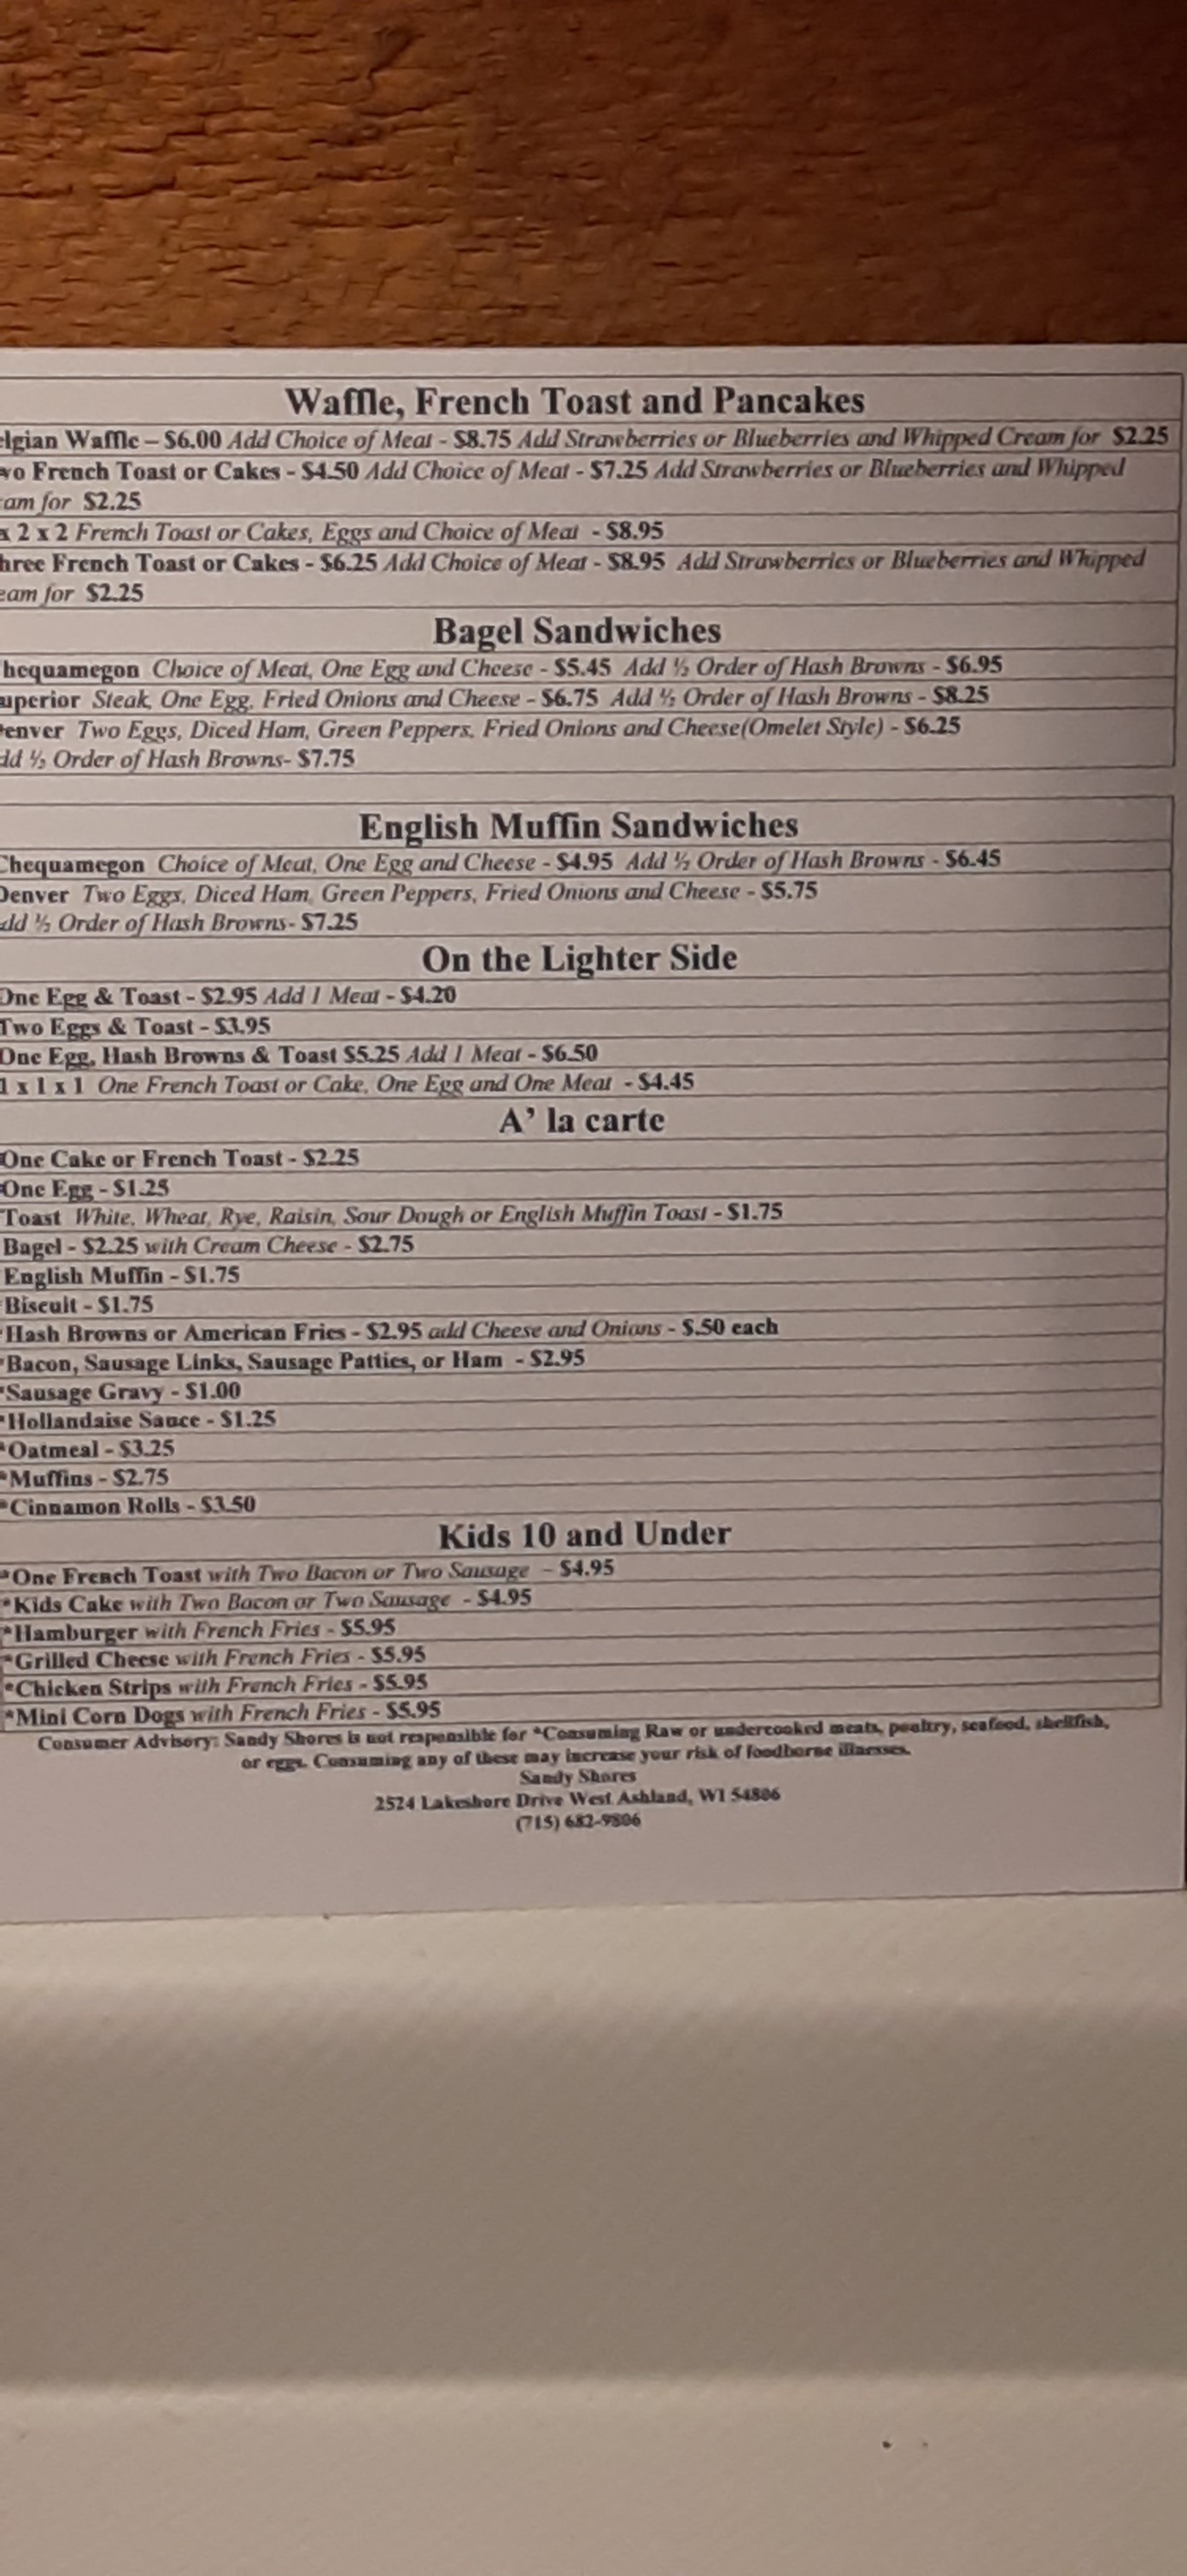 Waffle, French Toast and Pancakes
elgian Waffle – $6.00 Add Choice of Meat - $8.75 Add Strawberries or Blueberries and Whipped Cream for $2.25
wo French Toast or Cakes - $4.50 Add Choice of Meat - $7.25 Add Strawberries or Blueberries and Whipped
am for $2.25
x 2 x 2 French Toast or Cakes, Eggs and Choice of Meat - $8.95
hree French Toast or Cakes - $6.25 Add Choice of Meat - $8.95 Add Strawberries or Blueberries and Whipped
eam for $2.25
Bagel Sandwiches
hequamegon Choice of Meat, One Egg and Cheese - $5.45 Add ½ Order of Hash Browns - $6.95
uperior Steak, One Egg, Fried Onions and Cheese - $6.75 Add ½ Order of Hash Browns - $8.25
enver Two Eggs, Diced Ham, Green Peppers, Fried Onions and Cheese(Omelet Style) - $6.25
dd ½ Order of Hash Browns- $7.75
English Muffin Sandwiches
Chequamegon Choice of Meat, One Egg and Cheese - $4.95 Add ½ Order of Hash Browns - $6.45
Denver Two Eggs, Diced Ham, Green Peppers, Fried Onions and Cheese - $5.75
dd ½ Order of Hash Browns- $7.25
On the Lighter Side
One Egg & Toast - $2.95 Add 1 Meat - $4.20
Two Eggs & Toast - $3.95
One Egg, Hash Browns & Toast $5.25 Add 1 Meat - $6.50
1 x 1 x 1 One French Toast or Cake, One Egg and One Meat - $4.45
A' la carte
One Cake or French Toast - $2.25
One Egg - $1.25
Toast White, Wheat, Rye, Raisin, Sour Dough or English Muffin Toast - $1.75
Bagel - $2.25 with Cream Cheese - $2.75
English Muffin - $1.75
Biscuit - $1.75
*Hash Browns or American Fries - $2.95 add Cheese and Onions - $.50 each
*Bacon, Sausage Links, Sausage Patties, or Ham - $2.95
*Sausage Gravy - $1.00
*Hollandaise Sauce - $1.25
*Oatmeal - $3.25
*Muffins - $2.75
*Cinnamon Rolls - $3.50
Kids 10 and Under
*One French Toast with Two Bacon or Two Sausage - $4.95
*Kids Cake with Two Bacon or Two Sausage - $4.95
*Hamburger with French Fries - $5.95
*Grilled Cheese with French Fries - $5.95
*Chicken Strips with French Fries - $5.95
*Mini Corn Dogs with French Fries - $5.95
Consumer Advisory: Sandy Shores is not responsible for *Consuming Raw or undercooked meats, poultry, seafood, shellfish,
or eggs. Consuming any of these may increase your risk of foodborne illnesses.
Sandy Shores
2524 Lakeshore Drive West Ashland, WI 54806
(715) 682-9806